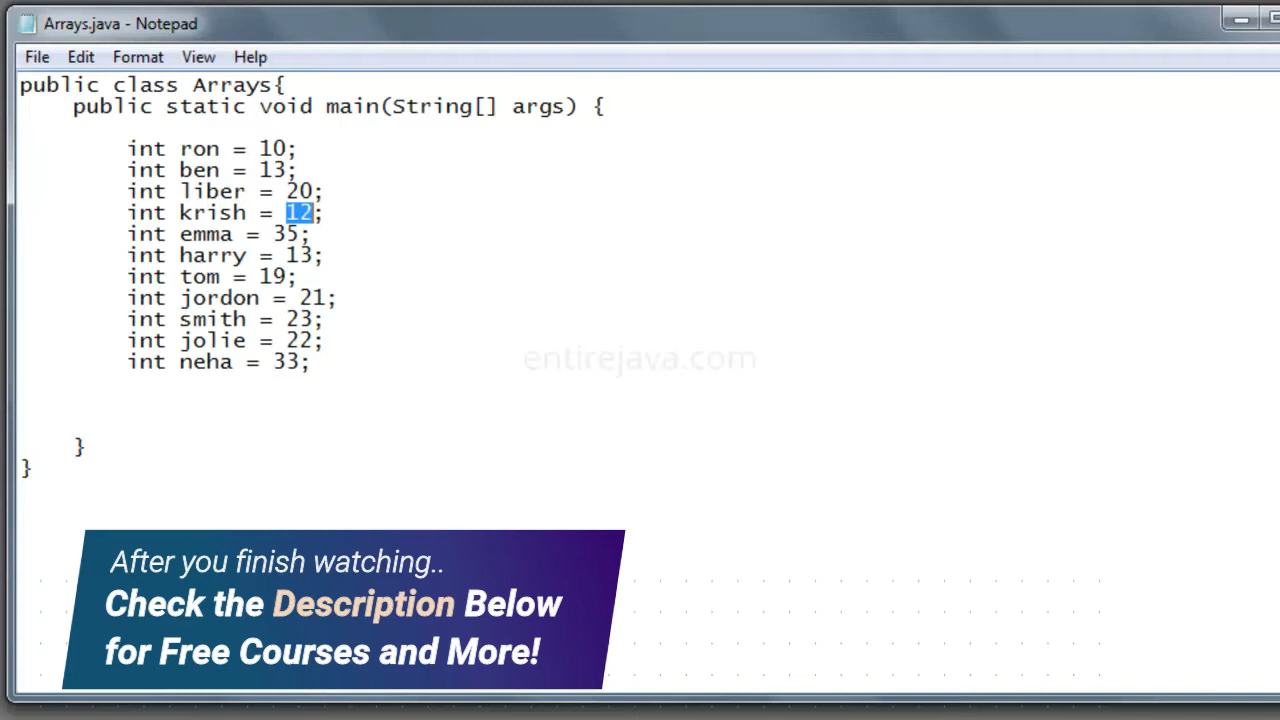 Arrays.java - Notepad
File Edit Format View Help
public class Arrays{
public static void main(String[] args) {
int ron = 10;
int ben = 13;
int liber = 20;
int krish = 12;
int emma = 35;
int harry = 13;
int tom = 19;
int jordon = 21;
int smith = 23;
int jolie = 22;
int neha = 33;
entirejava.com
}
}
After you finish watching..
Check the Description Below
for Free Courses and More!